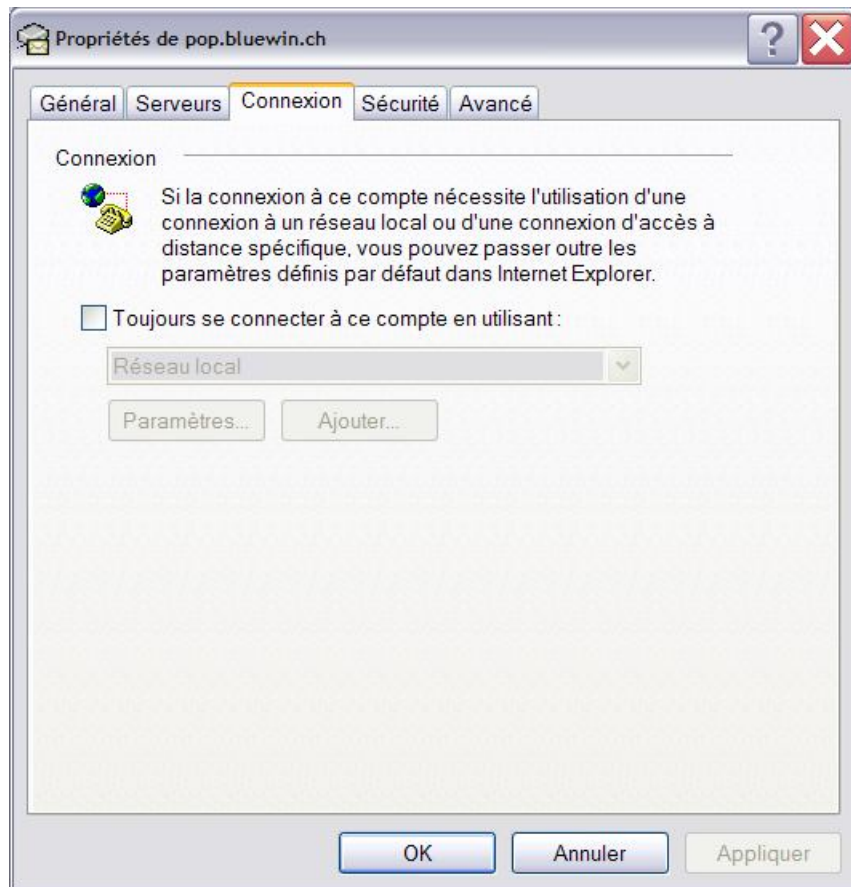 Propriétés de pop.bluewin.ch
Général Serveurs Connexion Sécurité Avancé
Connexion
Si la connexion à ce compte nécessite l'utilisation d'une
connexion à un réseau local ou d'une connexion d'accès à
distance spécifique, vous pouvez passer outre les
paramètres définis par défaut dans Internet Explorer.
Toujours se connecter à ce compte en utilisant :
Réseau local
Paramètres... Ajouter...
OK Annuler Appliquer